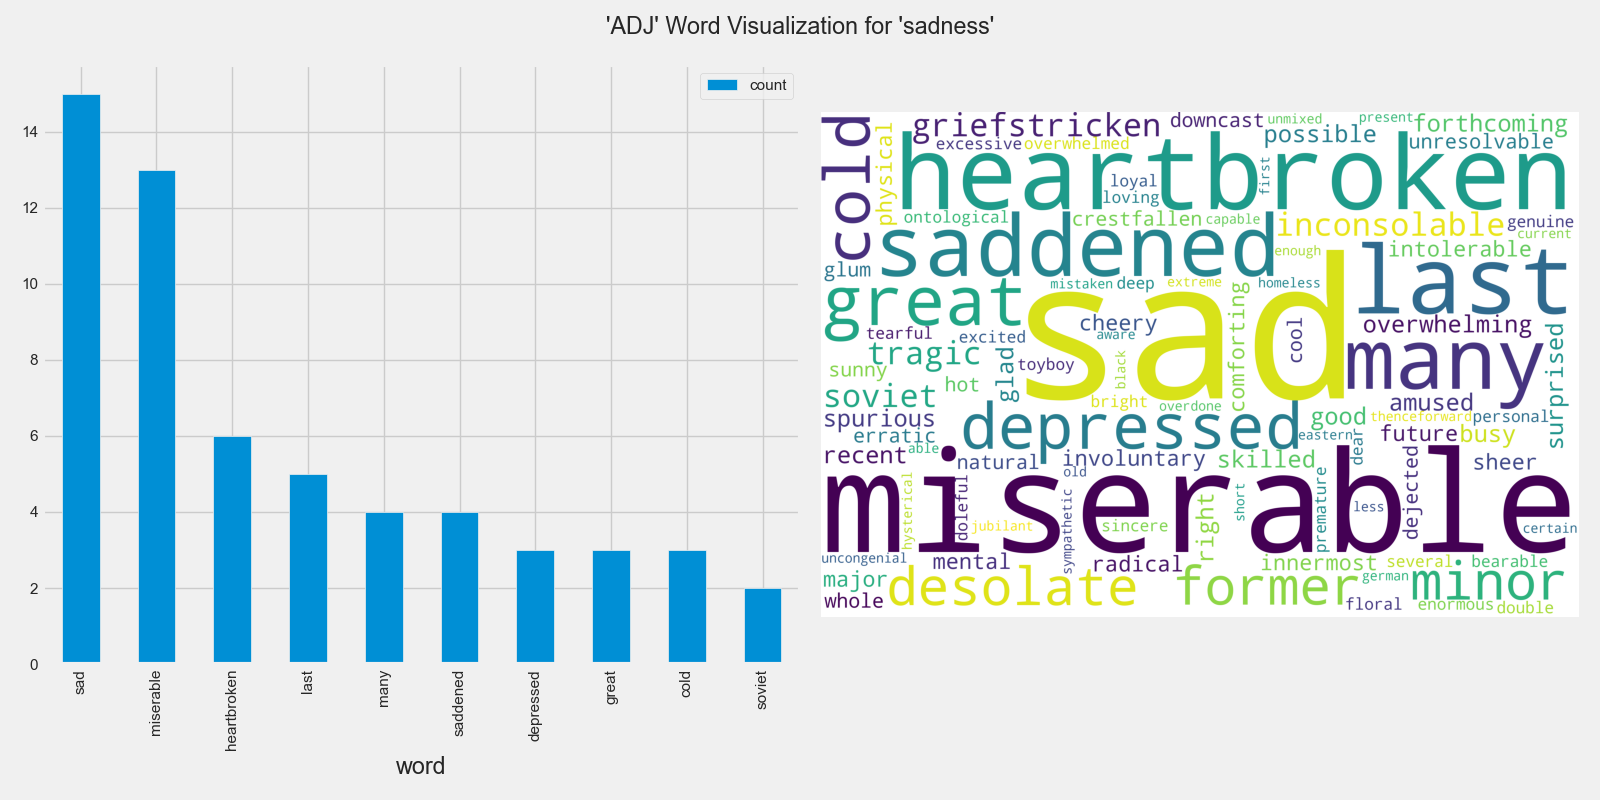 'ADJ' Word Visualization for 'sadness'
count
14
12
10
8
6
4
2
0
sad
miserable
heartbroken
last
many
saddened
depressed
great
cold
soviet
word
cold
physical
griefstricken
downcast
unmixed
present
forthcoming
excessive
overwhelmed
possible
unresolvable
heartbroken
first
loyal
loving
ontological
crestfallen
capable
inconsolable
genuine
current
saddened
enough
intolerable
glum
last
great
mistaken
deep
extreme
homeless
sad
comforting
cheery
aware
cool
overwhelming
tearful
excited
tragic
many
surprised
sunny
hot
glad
toyboy
black
soviet
bright
overdone
good
amused
thenceforward
personal
spurious
depressed
erratic
able
eastern
dear
future
busy
recent
natural
involuntary
old
skilled
sheer
miserable
hysterical
doleful
jubilant
sympathetic
sincere
right
short
premature
less
dejected
certain
uncongenial
mental
radical
innermost
several
bearable
major
desolate
former
german
minor
whole
floral
enormous
double